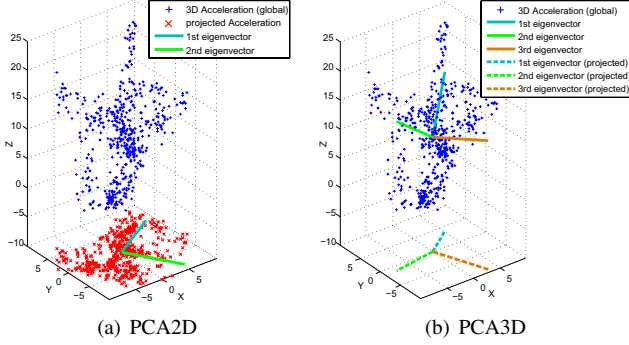 3D Acceleration (global)
projected Acceleration
1st eigenvector
2nd eigenvector
25
20
15
10
5
0
−5
−10
Z
5
0
−5
Y
−5
0
5
X
(a) PCA2D
3D Acceleration (global)
1st eigenvector
2nd eigenvector
3rd eigenvector
1st eigenvector (projected)
2nd eigenvector (projected)
3rd eigenvector (projected)
25
20
15
10
5
0
−5
−10
Z
5
0
−5
Y
−5
0
5
X
(b) PCA3D